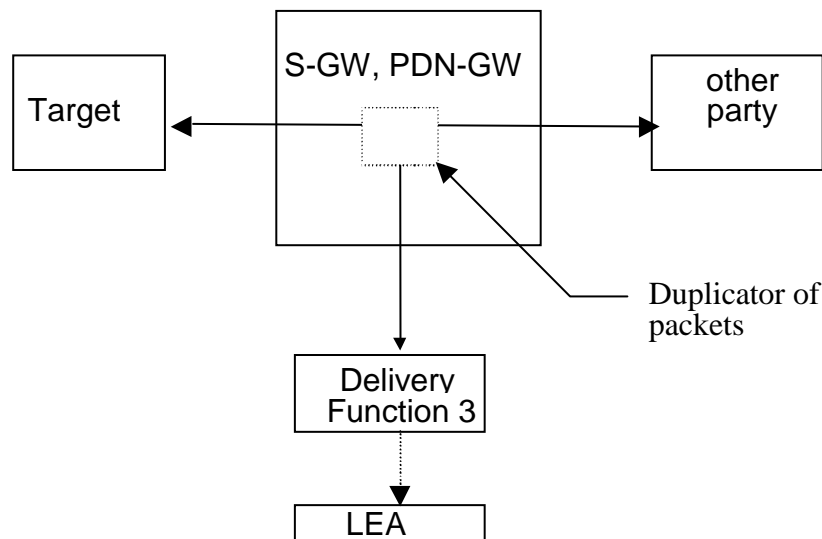 S-GW, PDN-GW
Target
other
party
Duplicator of
packets
Delivery
Function 3
LEA